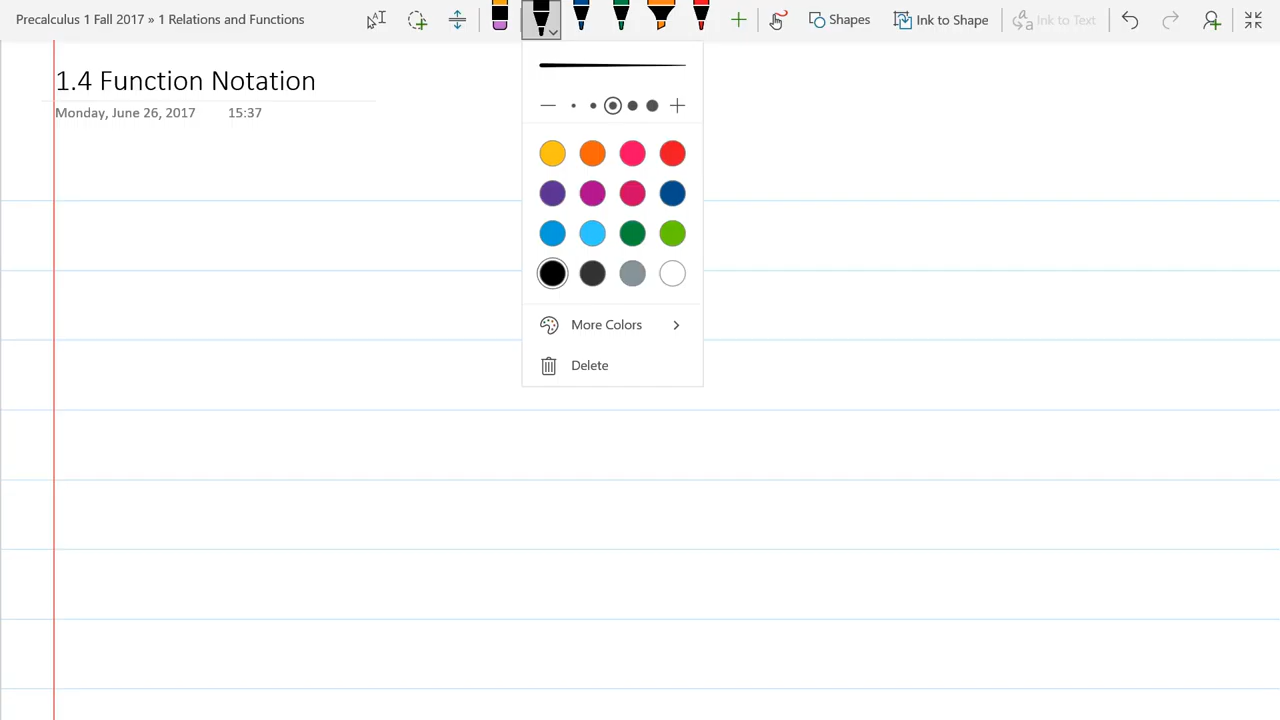 Precalculus 1 Fall 2017 » 1 Relations and Functions
Shapes
Ink to Shape
Ink to Text
1.4 Function Notation
Monday, June 26, 2017 15:37
More Colors
Delete